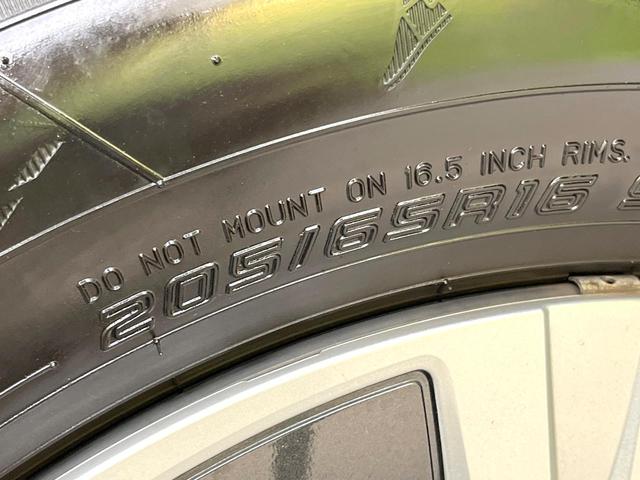 DO NOT MOUNT ON 16.5 INCH RIMS.
205/65R16